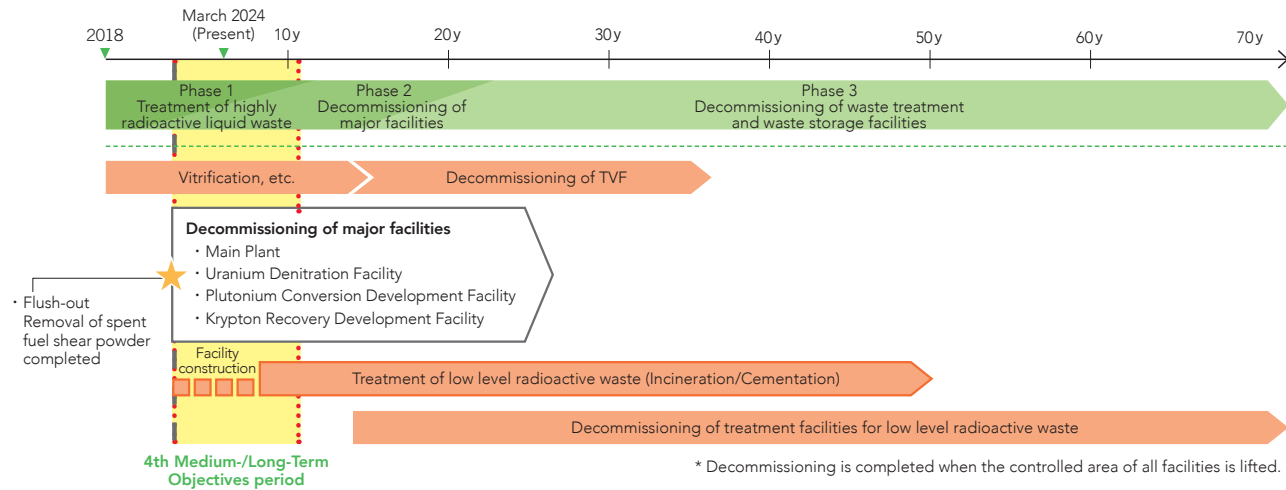 March 2024
(Present)
2018
10y
20y
30y
40y
50y
60y
70y
Phase 1
Treatment of highly
radioactive liquid waste
Phase 2
Decommissioning of
major facilities
Phase 3
Decommissioning of waste treatment
and waste storage facilities
Vitrification, etc.
Decommissioning of TVF
Decommissioning of major facilities
・Main Plant
・Uranium Denitration Facility
・Plutonium Conversion Development Facility
・Krypton Recovery Development Facility
・Flush-out
Removal of spent
fuel shear powder
completed
Facility
construction
Treatment of low level radioactive waste (Incineration/Cementation)
Decommissioning of treatment facilities for low level radioactive waste
4th Medium-/Long-Term
Objectives period
* Decommissioning is completed when the controlled area of all facilities is lifted.